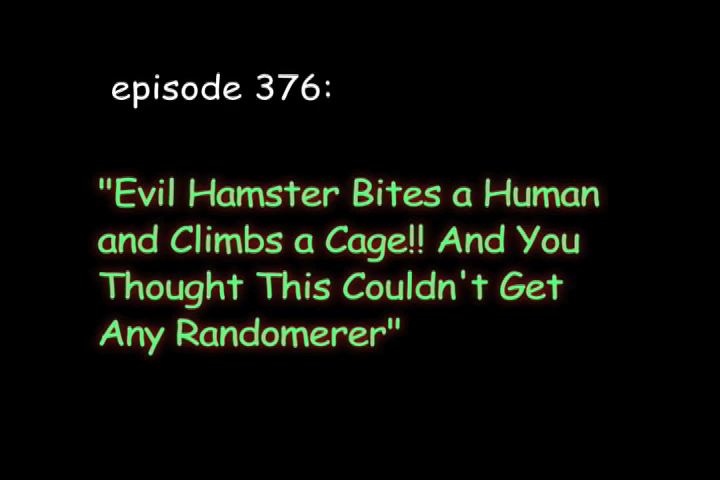 episode 376:
"Evil Hamster Bites a Human
and Climbs a Cage!! And You
Thought This Couldn't Get
Any Randomerer"